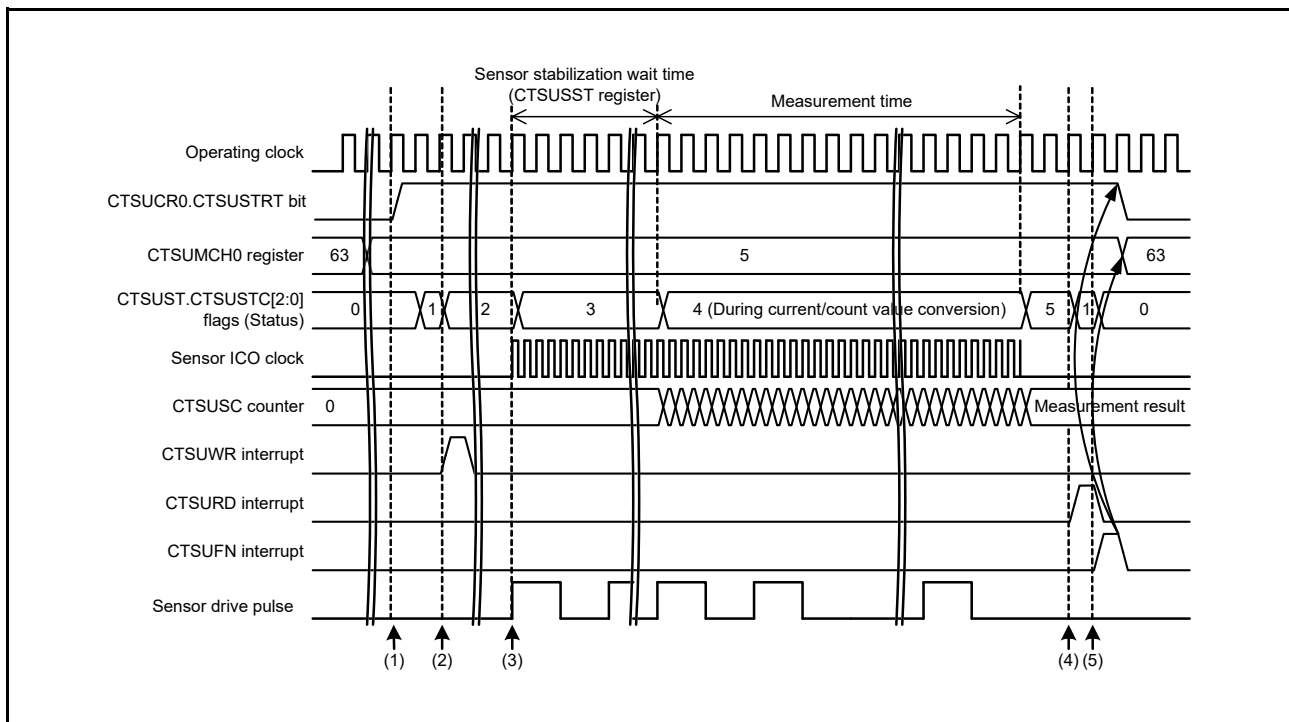 Sensor stabilization wait time
(CTSUSST register)
Measurement time
Operating clock
CTSUCR0.CTSUSTRT bit
CTSUMCH0 register
63
5
63
CTSUST.CTSUSTC[2:0]
flags (Status)
0
1
2
3
4 (During current/count value conversion)
5
1
0
Sensor ICO clock
CTSUSC counter
0
Measurement result
CTSUWR interrupt
CTSURD interrupt
CTSUFN interrupt
Sensor drive pulse
(1)
(2)
(3)
(4)
(5)